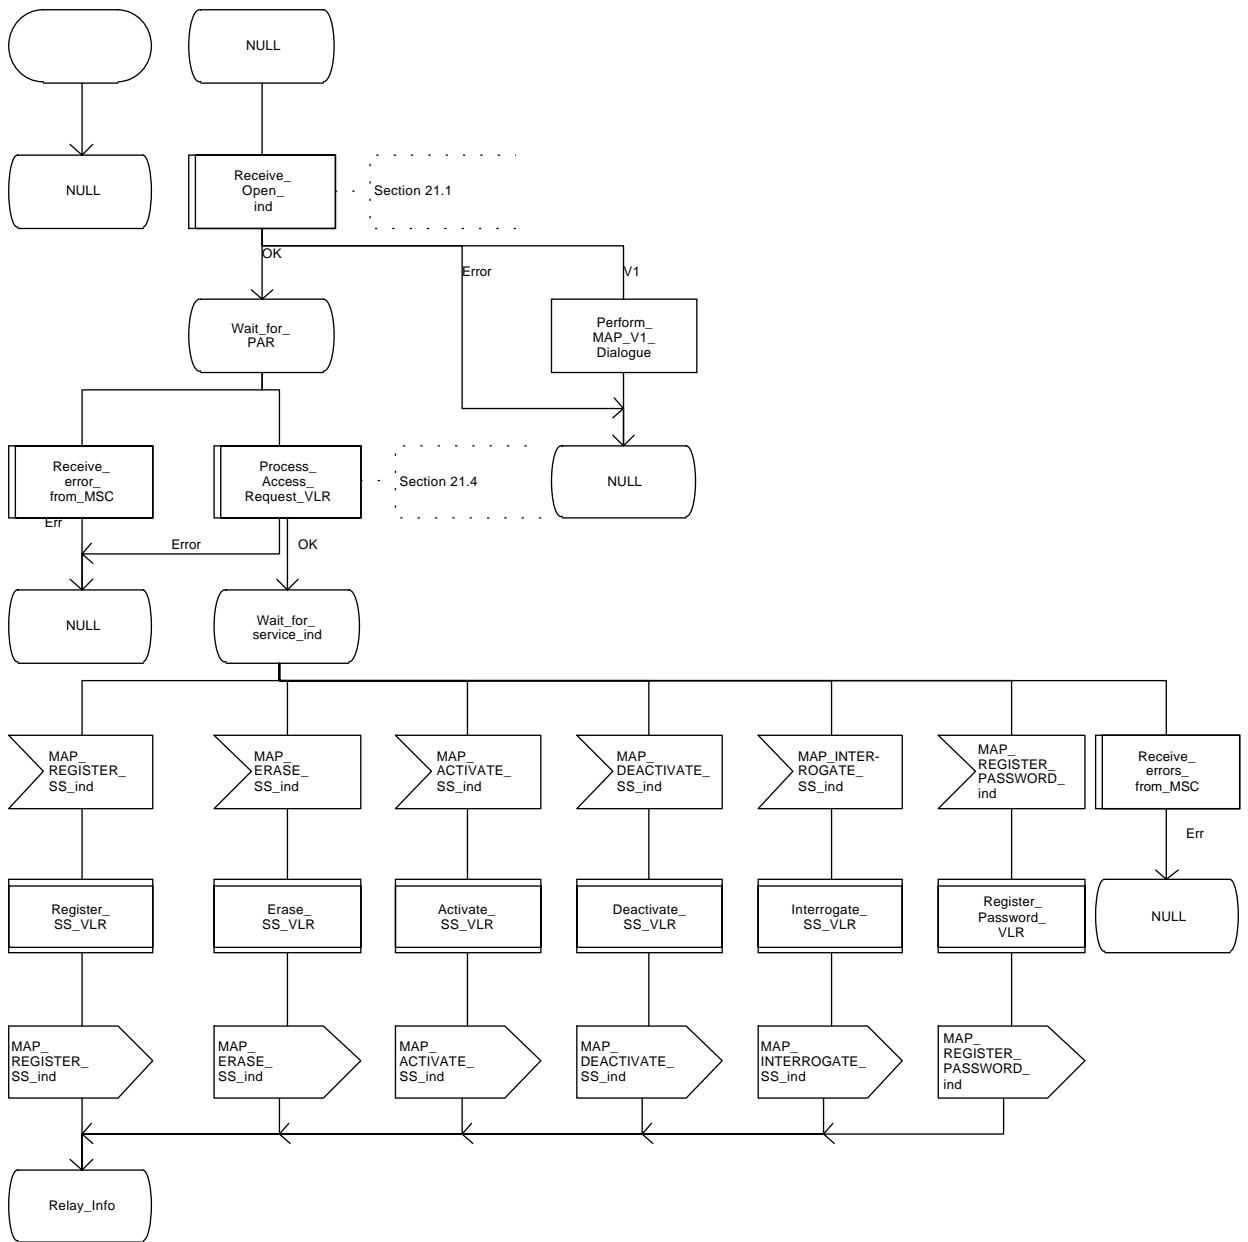 NULL
NULL
Receive_
Open_
ind
Section 21.1
OK
Error
V1
Wait_for_
PAR
Perform_
MAP_V1_
Dialogue
Receive_
error_
from_MSC
Process_
Access_
Request_VLR
Section 21.4
NULL
Err
Error
OK
NULL
Wait_for_
service_ind
MAP_
REGISTER_
SS_ind
MAP_
ERASE_
SS_ind
MAP_
ACTIVATE_
SS_ind
MAP_
DEACTIVATE_
SS_ind
MAP_INTER-
ROGATE_
SS_ind
MAP_
REGISTER_
PASSWORD_
ind
Receive_
errors_
from_MSC
Err
Register_
SS_VLR
Erase_
SS_VLR
Activate_
SS_VLR
Deactivate_
SS_VLR
Interrogate_
SS_VLR
Register_
Password_
VLR
NULL
MAP_
REGISTER_
SS_ind
MAP_
ERASE_
SS_ind
MAP_
ACTIVATE_
SS_ind
MAP_
DEACTIVATE_
SS_ind
MAP_
INTERROGATE_
SS_ind
MAP_
REGISTER_
PASSWORD_
ind
Relay_Info